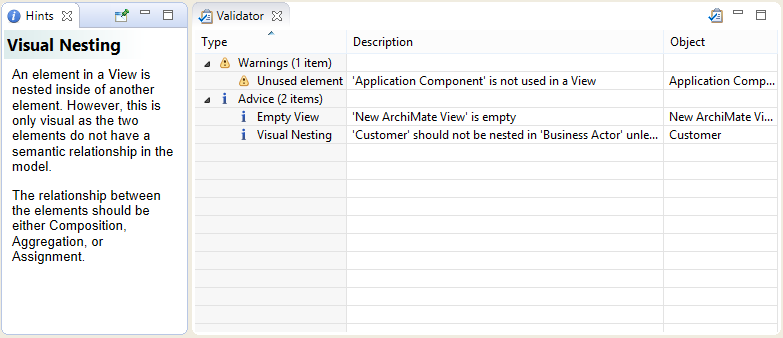 Hints
Visual Nesting
An element in a View is
nested inside of another
element. However, this is
only visual as the two
elements do not have a
semantic relationship in the
model.
The relationship between
the elements should be
either Composition,
Aggregation, or
Assignment.
Validator
Type Description Object
Warnings (1 item)
Unused element 'Application Component' is not used in a View Application Comp...
Advice (2 items)
Empty View 'New ArchiMate View' is empty New ArchiMate Vi...
Visual Nesting 'Customer' should not be nested in 'Business Actor' unle... Customer